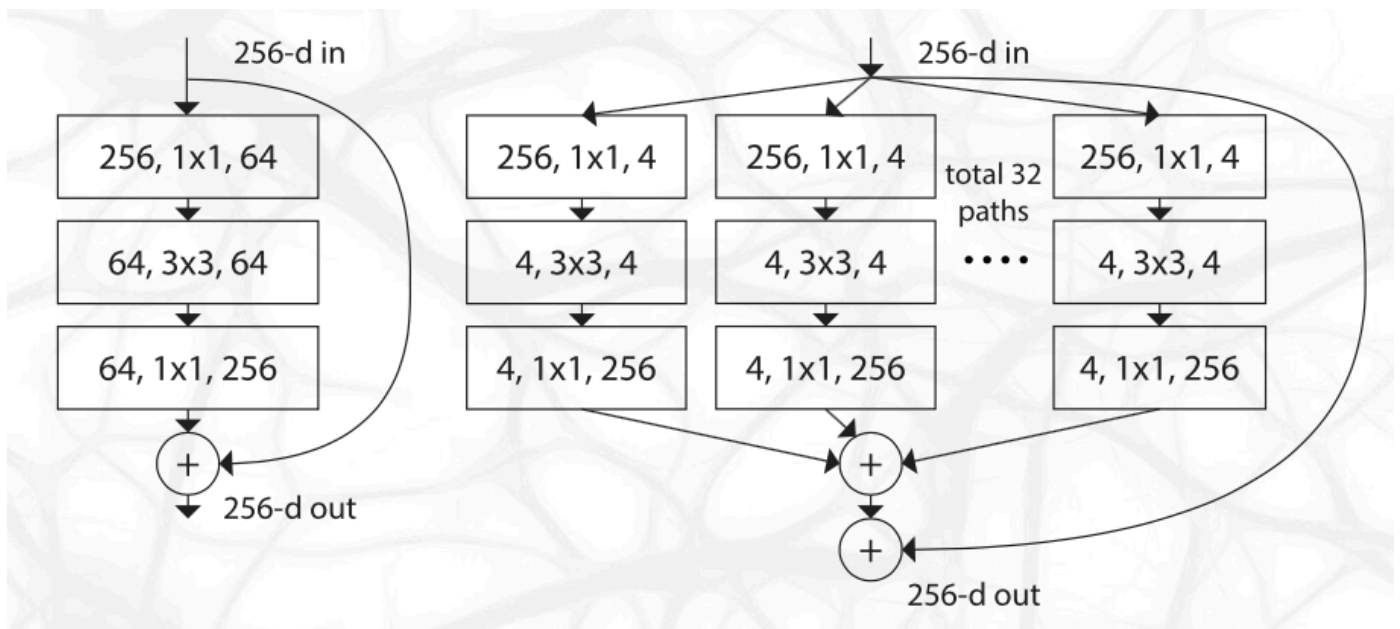 256-d in
256, 1x1, 64
64, 3x3, 64
64, 1x1, 256
+
256-d out
256-d in
256, 1x1, 4
4, 3x3, 4
4, 1x1, 256
256, 1x1, 4
4, 3x3, 4
4, 1x1, 256
total 32
paths
....
256, 1x1, 4
4, 3x3, 4
4, 1x1, 256
+
+
256-d out